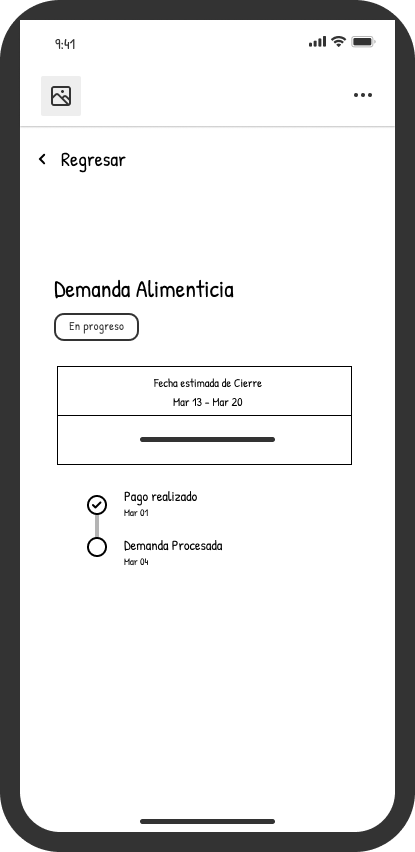 9:41
Regresar
Demanda Alimenticia
En progreso
Fecha estimada de Cierre
Mar 13 - Mar 20
Pago realizado
Mar 01
Demanda Procesada
Mar 04